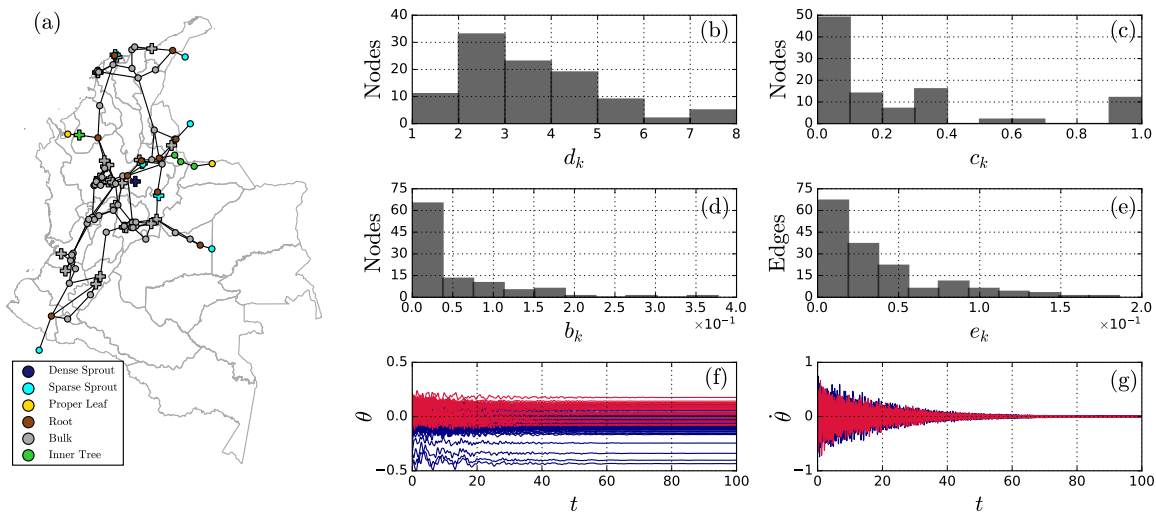 (a)
Dense Sprout
Sparse Sprout
Proper Leaf
Root
Bulk
Inner Tree
(b)
Nodes
40
30
20
10
0
1 2 3 4 5 6 7 8
d_k
(c)
Nodes
50
40
30
20
10
0
0.0 0.2 0.4 0.6 0.8 1.0
c_k
(d)
Nodes
75
60
45
30
15
0
0.0 0.5 1.0 1.5 2.0 2.5 3.0 3.5 4.0
×10⁻¹
b_k
(e)
Edges
75
60
45
30
15
0
0.0 0.5 1.0 1.5 2.0
×10⁻¹
e_k
(f)
θ
0.5
0.0
−0.5
0 20 40 60 80 100
t
(g)
θ̇
1
0
−1
0 20 40 60 80 100
t